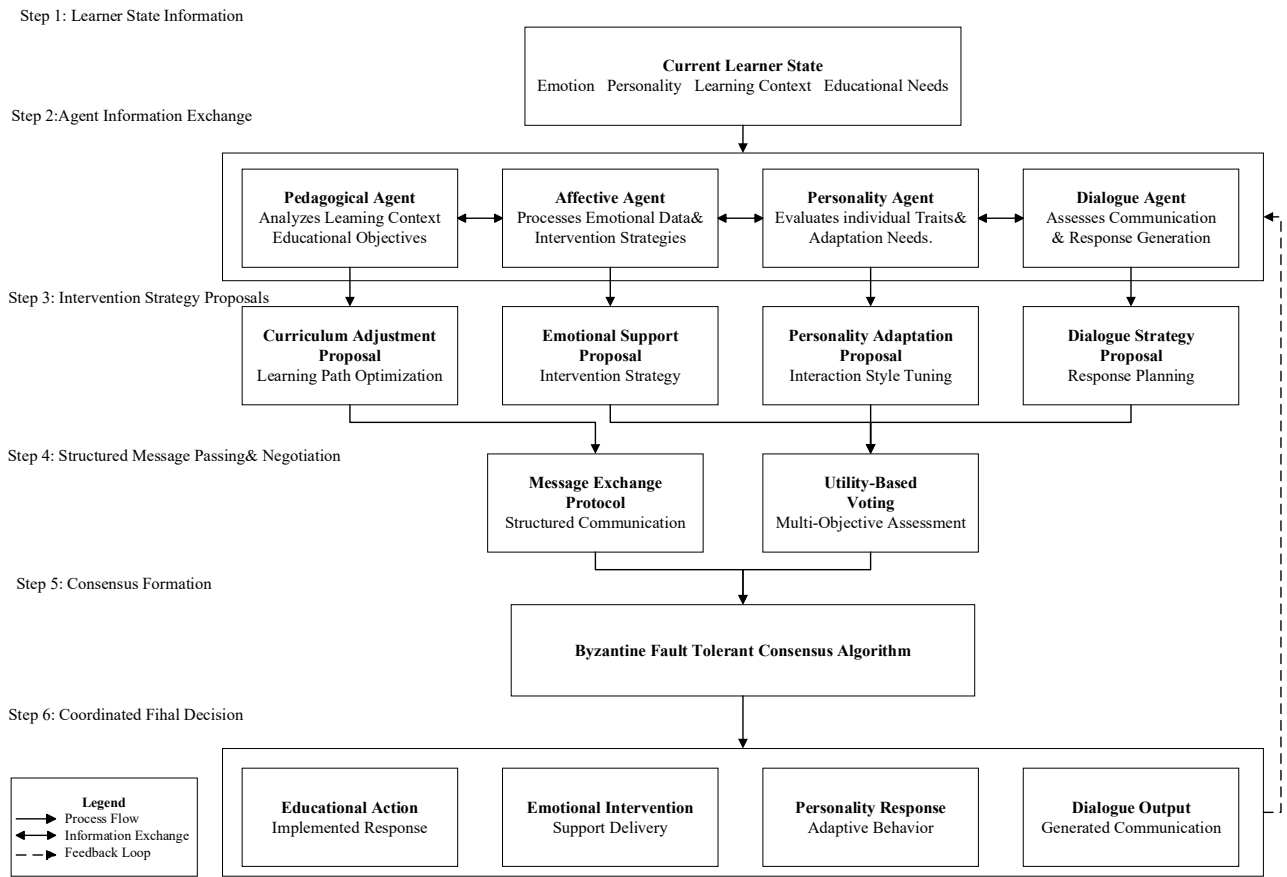 Step 1: Learner State Information
Current Learner State
Emotion Personality Learning Context Educational Needs
Step 2:Agent Information Exchange
Pedagogical Agent
Analyzes Leaming Context
Educational Objectives
Affective Agent
Processes Emotional Data&
Intervention Strategies
Personality Agent
Evaluates individual Traits&
Adaptation Needs.
Dialogue Agent
Assesses Communication
& Response Generation
Step 3: Intervention Strategy Proposals
Curriculum Adjustment
Proposal
Learning Path Optimization
Emotional Support
Proposal
Intervention Strategy
Personality Adaptation
Proposal
Interaction Style Tuning
Dialogue Strategy
Proposal
Response Planning
Step 4: Structured Message Passing& Negotiation
Message Exchange
Protocol
Structured Communication
Utility-Based
Voting
Multi-Objective Assessment
Step 5: Consensus Formation
Byzantine Fault Tolerant Consensus Algorithm
Step 6: Coordinated Fihal Decision
Educational Action
Implemented Response
Emotional Intervention
Support Delivery
Personality Response
Adaptive Behavior
Dialogue Output
Generated Communication
Legend
Process Flow
Information Exchange
Feedback Loop